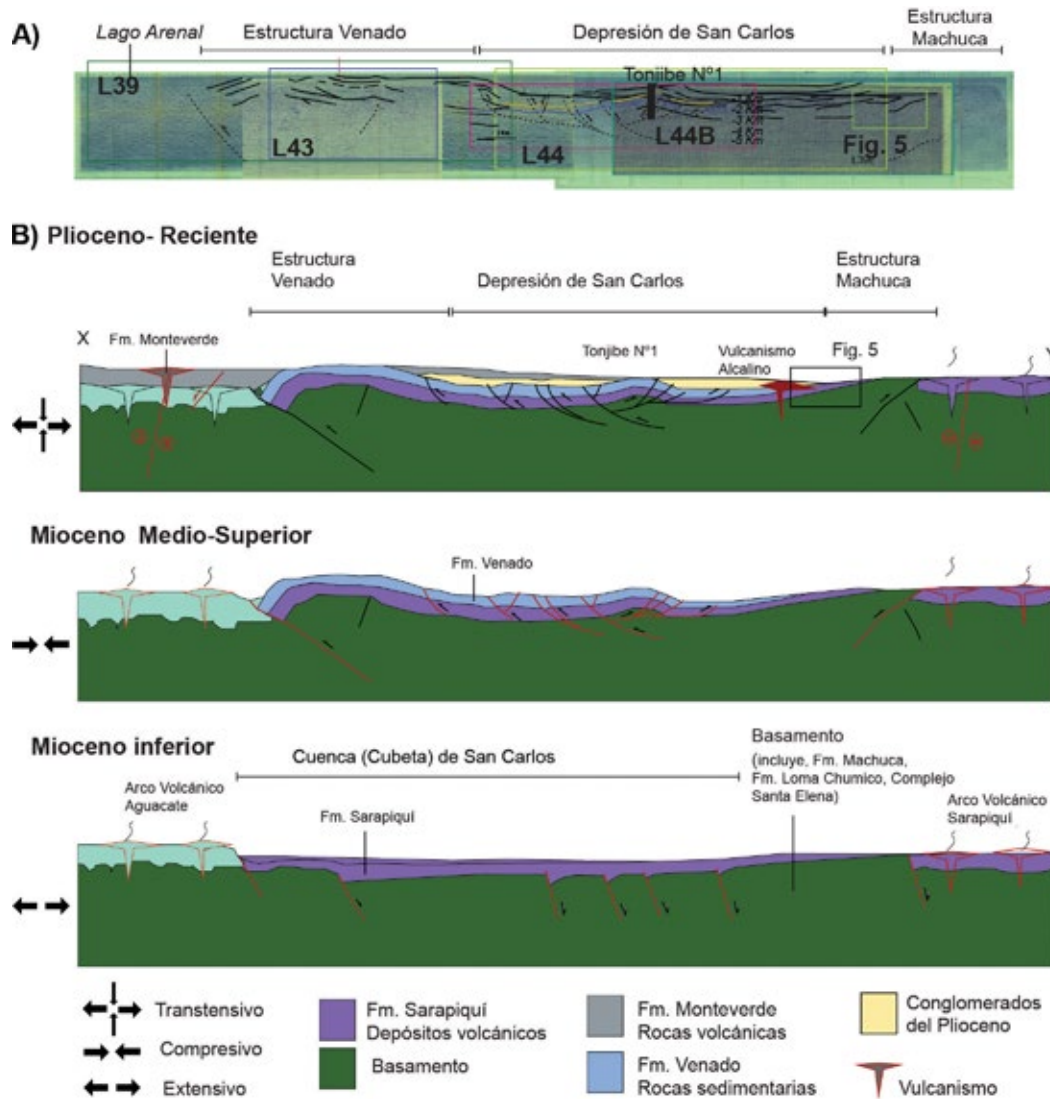 A)
Lago Arenal
Estructura Venado
Depresión de San Carlos
Estructura
Machuca
Tonjibe Nº1
L39
L43
L44
L44B
Fig. 5
-3 Km
-5 Km
B) Plioceno- Reciente
Estructura
Venado
Depresión de San Carlos
Estructura
Machuca
X
Fm. Monteverde
Tonjibe Nº1
Vulcanismo
Alcalino
Fig. 5
Mioceno Medio-Superior
Fm. Venado
Mioceno inferior
Cuenca (Cubeta) de San Carlos
Basamento
(incluye, Fm. Machuca,
Fm. Loma Chumico, Complejo
Santa Elena)
Arco Volcánico
Aguacate
Fm. Sarapiquí
Arco Volcánico
Sarapiquí
Transtensivo
Compresivo
Extensivo
Fm. Sarapiquí
Depósitos volcánicos
Basamento
Fm. Monteverde
Rocas volcánicas
Fm. Venado
Rocas sedimentarias
Conglomerados
del Plioceno
Vulcanismo